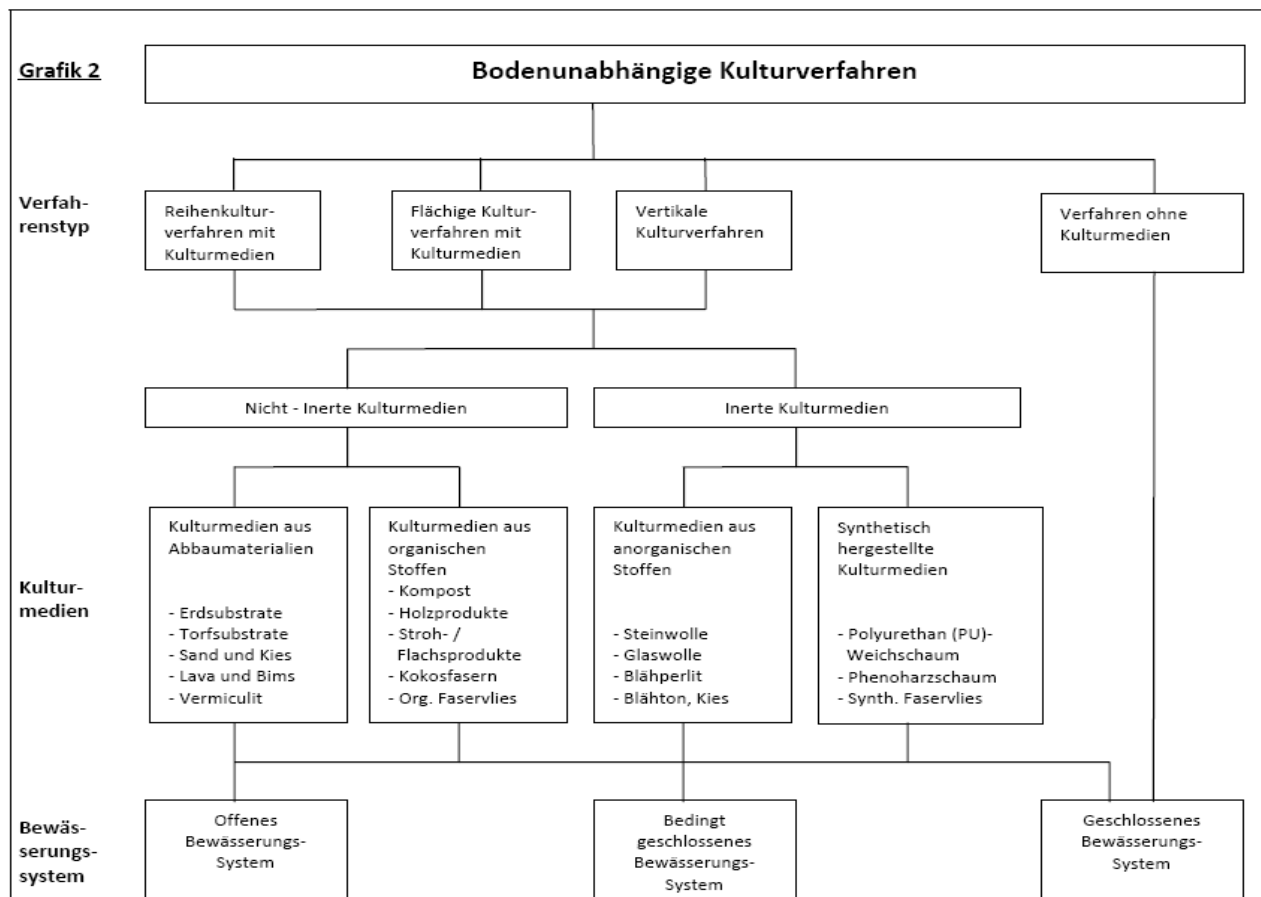 Grafik 2
Bodenunabhängige Kulturverfahren
Verfah-
renstyp
Reihenkultur-
verfahren mit
Kulturmedien
Flächige Kultur-
verfahren mit
Kulturmedien
Vertikale
Kulturverfahren
Verfahren ohne
Kulturmedien
Nicht - Inerte Kulturmedien
Inerte Kulturmedien
Kultur-
medien
Kulturmedien aus
Abbaumaterialien
- Erdsubstrate
- Torfsubstrate
- Sand und Kies
- Lava und Bims
- Vermiculit
Kulturmedien aus
organischen
Stoffen
- Kompost
- Holzprodukte
- Stroh- /
Flachsprodukte
- Kokosfasern
- Org. Faservlies
Kulturmedien aus
anorganischen
Stoffen
- Steinwolle
- Glaswolle
- Blähperlit
- Blähton, Kies
Synthetisch
hergestellte
Kulturmedien
- Polyurethan (PU)-
Weichschaum
- Phenoharzschaum
- Synth. Faservlies
Bewäs-
serungs-
system
Offenes
Bewässerungs-
System
Bedingt
geschlossenes
Bewässerungs-
System
Geschlossenes
Bewässerungs-
System